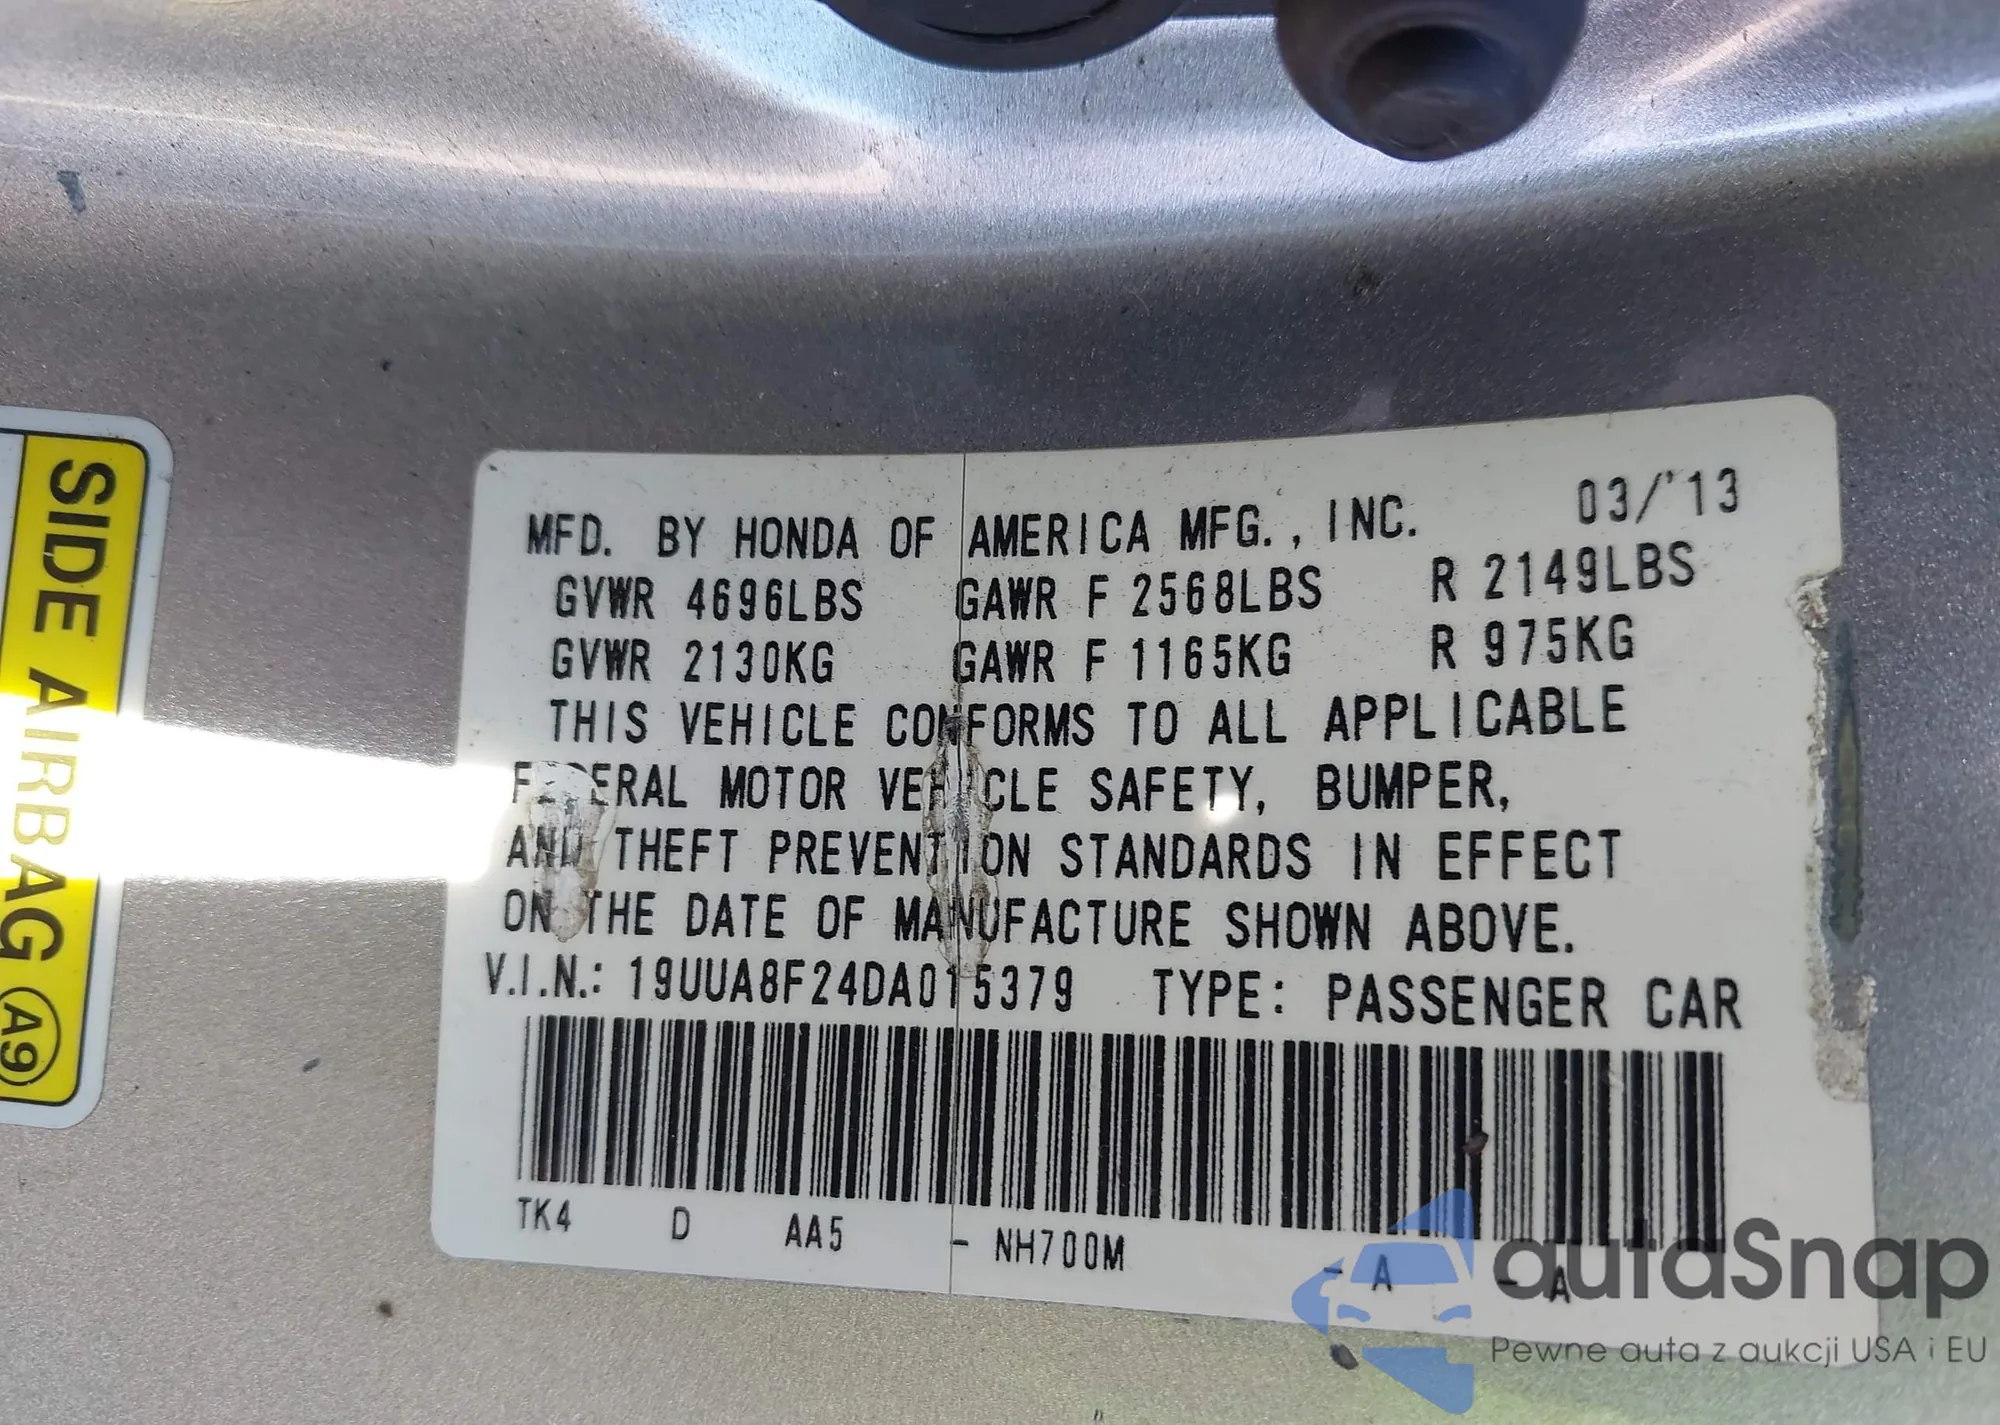 SIDE AIRBAG A9
MFD. BY HONDA OF AMERICA MFG., INC. 03/'13
GVWR 4696LBS GAWR F 2568LBS R 2149LBS
GVWR 2130KG GAWR F 1165KG R 975KG
THIS VEHICLE CONFORMS TO ALL APPLICABLE
FEDERAL MOTOR VEHICLE SAFETY, BUMPER,
AND THEFT PREVENTION STANDARDS IN EFFECT
ON THE DATE OF MANUFACTURE SHOWN ABOVE.
V.I.N.: 19UUA8F24DA015379 TYPE: PASSENGER CAR
TK4 D AA5 - NH700M - A - A
autaSnap
Pewne auta z aukcji USA i EU